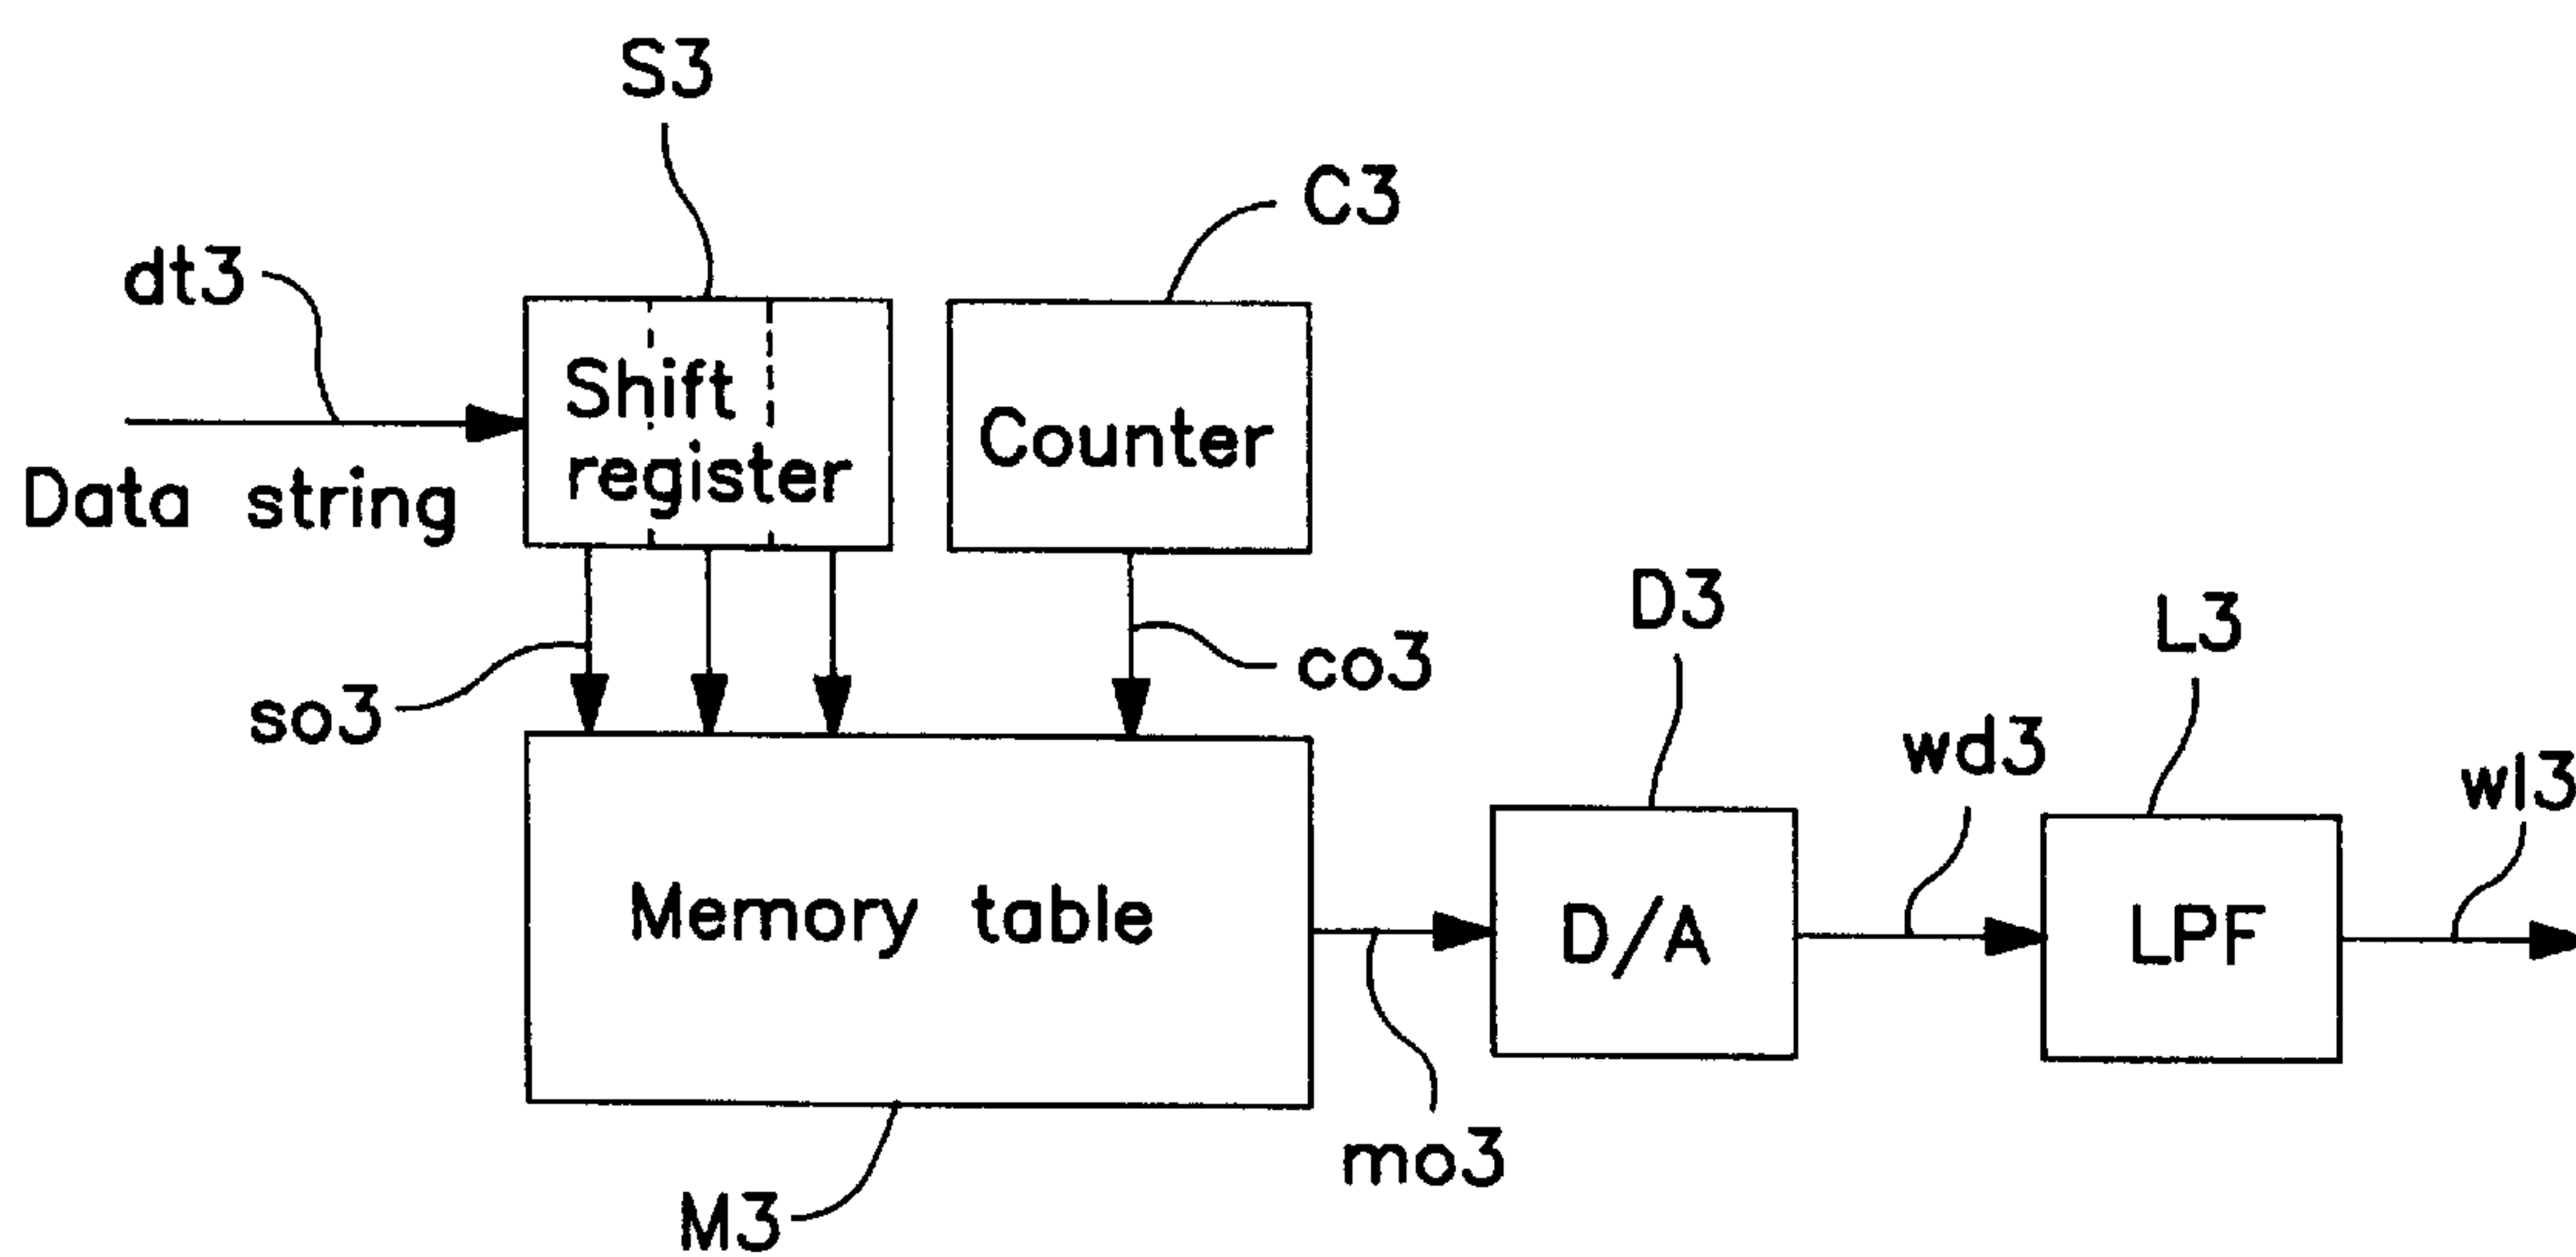 S3
C3
dt3
Shift
register
Counter
Data string
D3
L3
so3
co3
wd3
wl3
Memory table
D/A
LPF
mo3
M3